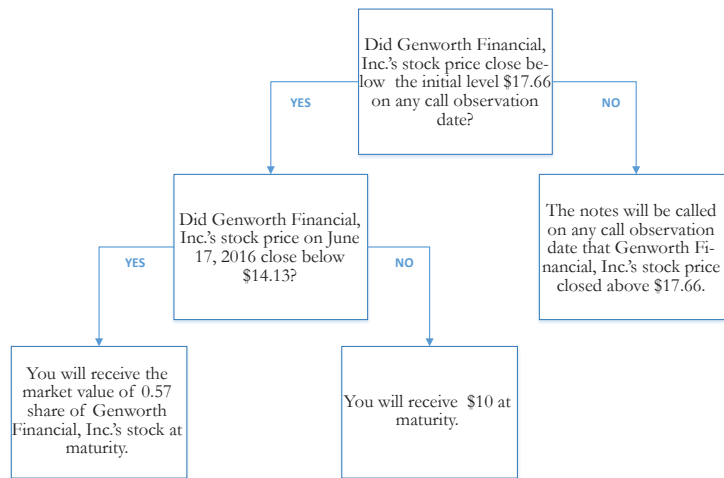 Did Genworth Financial,
Inc.'s stock price close be-
low the initial level $17.66
on any call observation
date?
YES
NO
Did Genworth Financial,
Inc.'s stock price on June
17, 2016 close below
$14.13?
The notes will be called
on any call observation
date that Genworth Fi-
nancial, Inc.'s stock price
closed above $17.66.
YES
NO
You will receive the
market value of 0.57
share of Genworth
Financial, Inc.'s stock at
maturity.
You will receive $10 at
maturity.